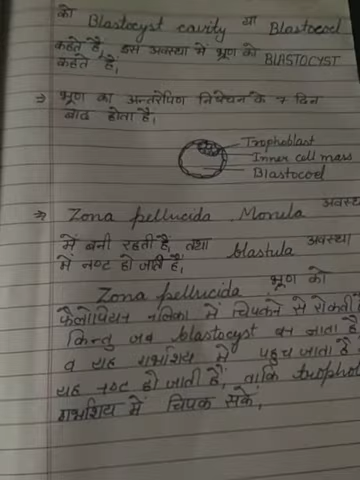 को Blastocyst cavity या Blastocoel
कहते है, इस अवस्था में भ्रूण को BLASTOCYST
कहते हैं,
⇒ भ्रूण का अन्तरोपण निषेचन के 7 दिन
बाद होता है,
Trophoblast
Inner cell mass
Blastocoel
⇒ Zona pellucida Morula अवस्था
में बनी रहती हैं, तथा blastula अवस्था
में नष्ट हो जाती हैं,
Zona pellucida भ्रूण को
फैलोपियन नलिका में चिपकने से रोकती है
किन्तु जब blastocyst बन जाता है
व यह गर्भाशय में पहुच जाता है
यह नष्ट हो जाती हैं, ताकि trophobl
गर्भाशय में चिपक सकें,